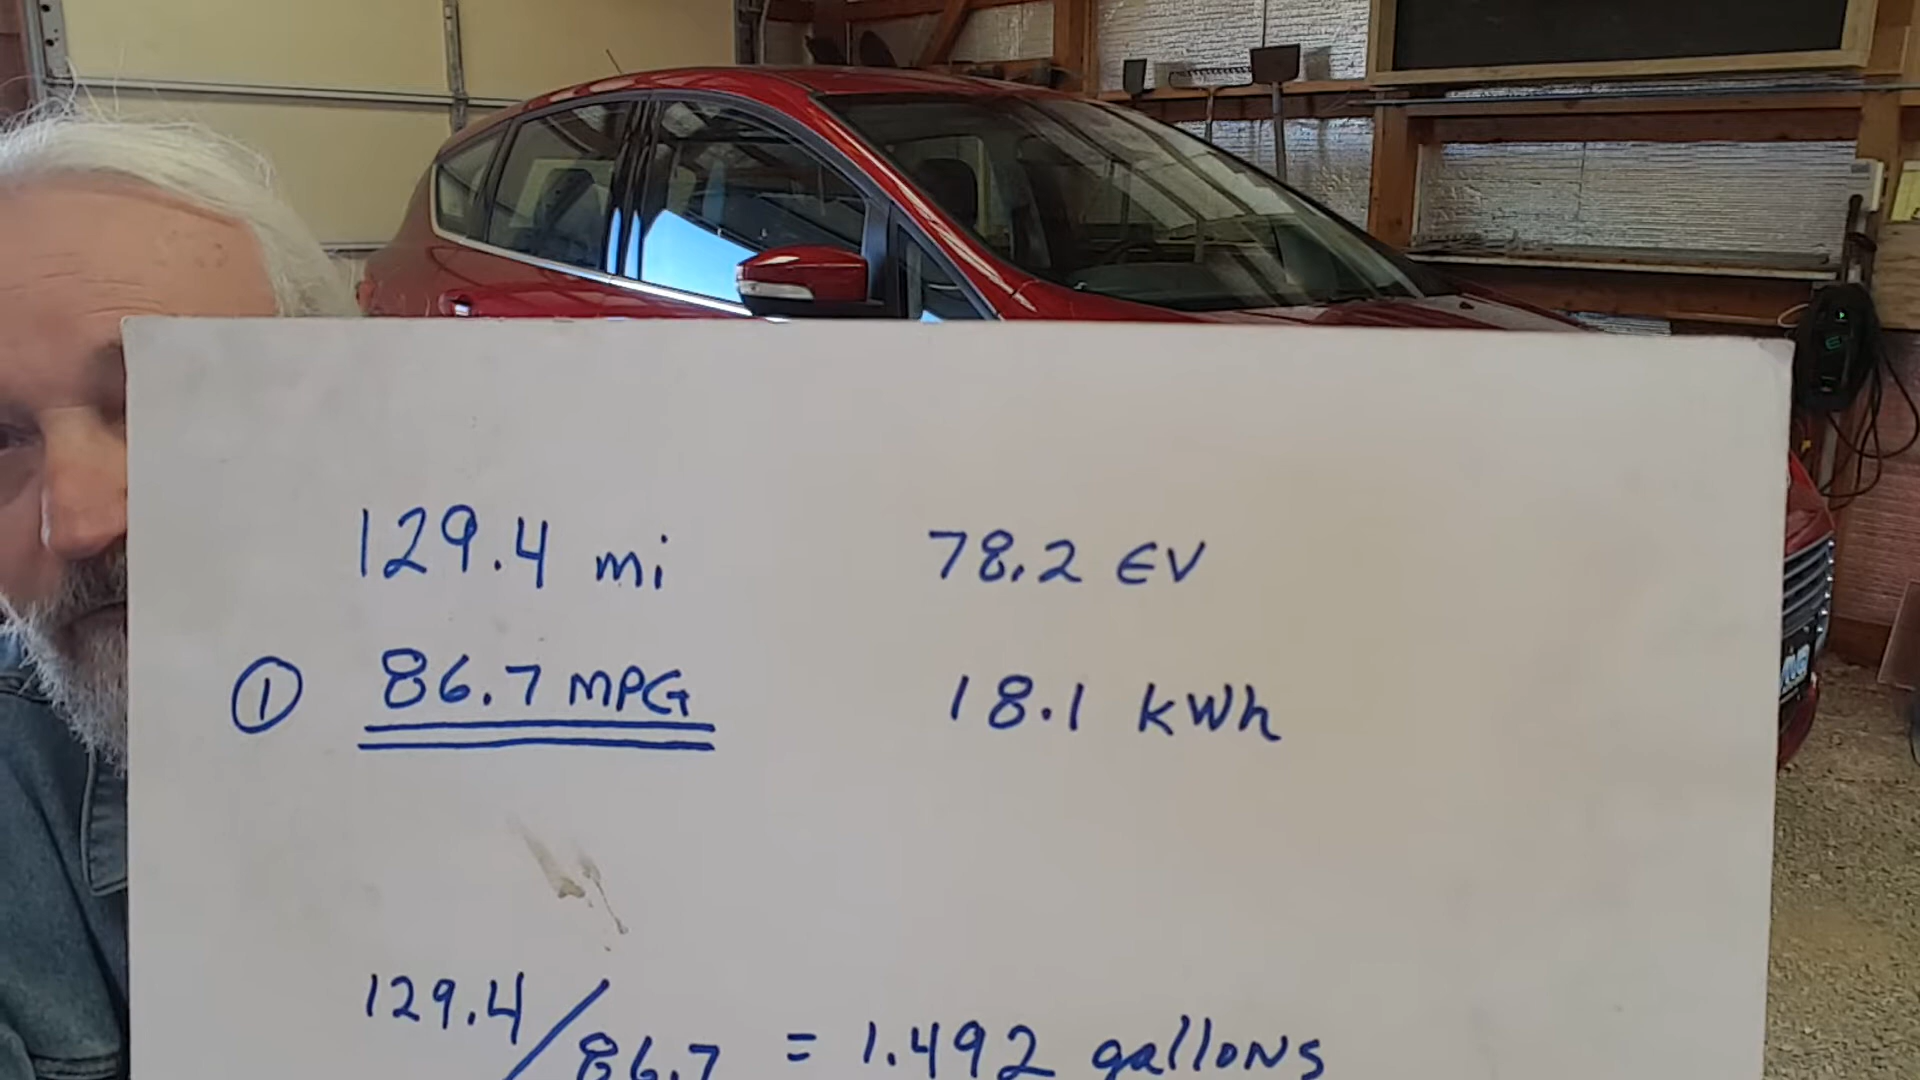 129.4 mi 78.2 EV
① 86.7 MPG 18.1 kWh
129.4/86.7 = 1.492 gallons